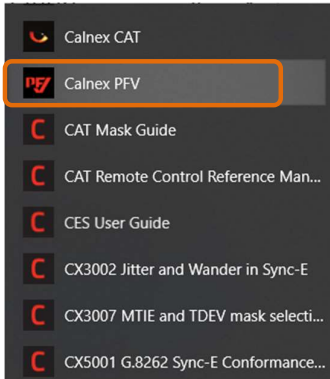 Calnex CAT
PFV Calnex PFV
C CAT Mask Guide
C CAT Remote Control Reference Man...
C CES User Guide
C CX3002 Jitter and Wander in Sync-E
C CX3007 MTIE and TDEV mask selecti...
C CX5001 G.8262 Sync-E Conformance...